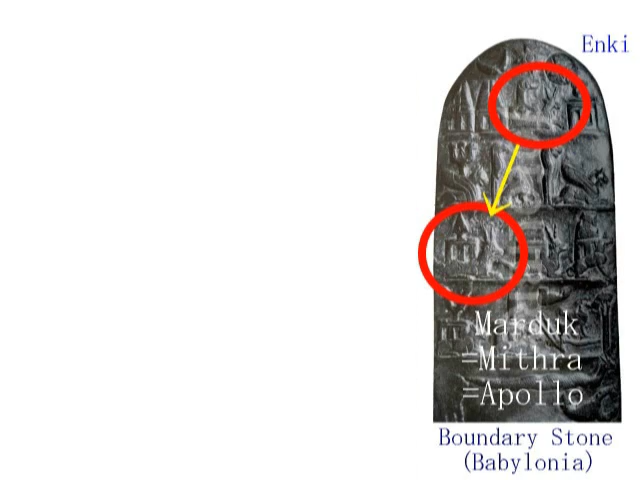 Enki
Marduk
=Mithra
=Apollo
Boundary Stone
(Babylonia)